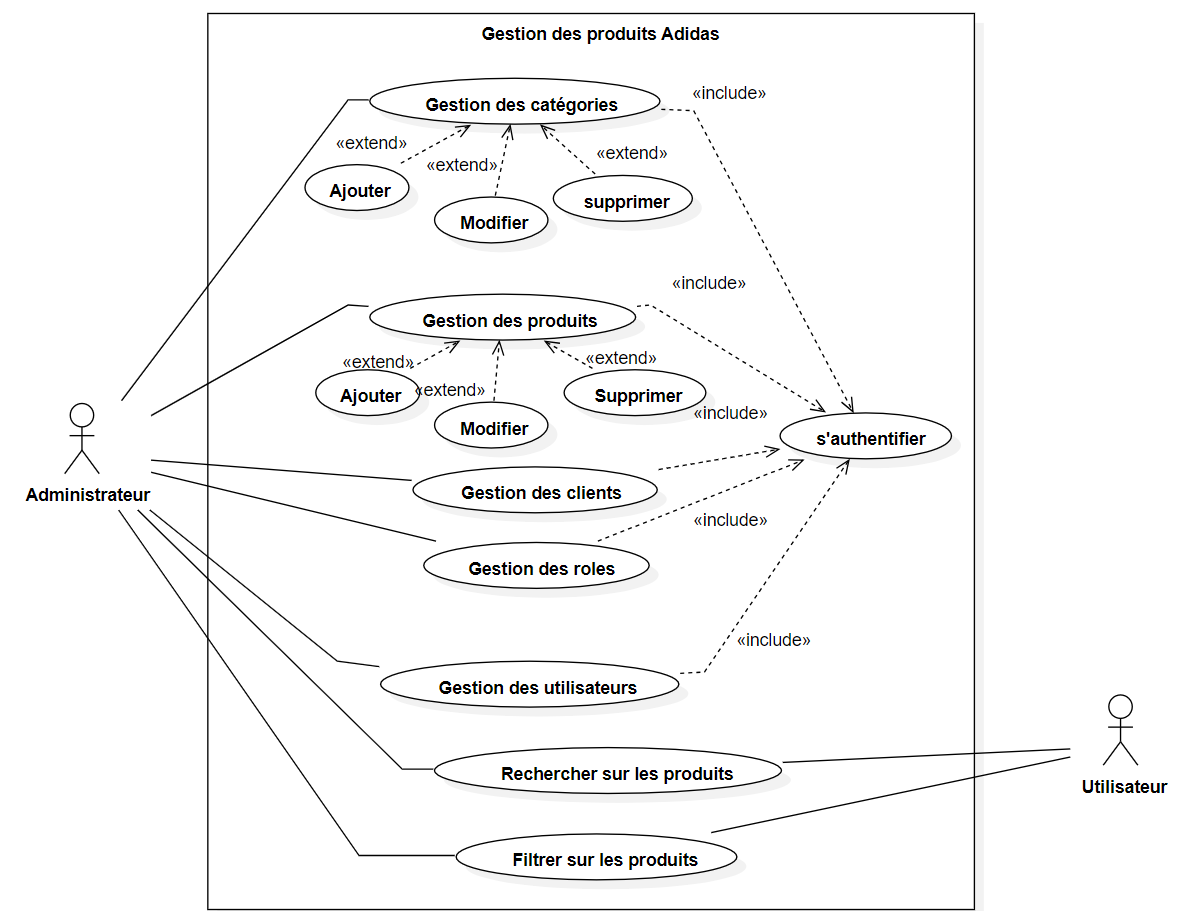 Gestion des produits Adidas
«include»
Gestion des catégories
«extend»
«extend»
«extend»
Ajouter
Modifier
supprimer
«include»
Gestion des produits
«extend»
«extend»
«extend»
Ajouter
Modifier
Supprimer
«include»
s'authentifier
Administrateur
Gestion des clients
«include»
Gestion des roles
«include»
Gestion des utilisateurs
Rechercher sur les produits
Utilisateur
Filtrer sur les produits